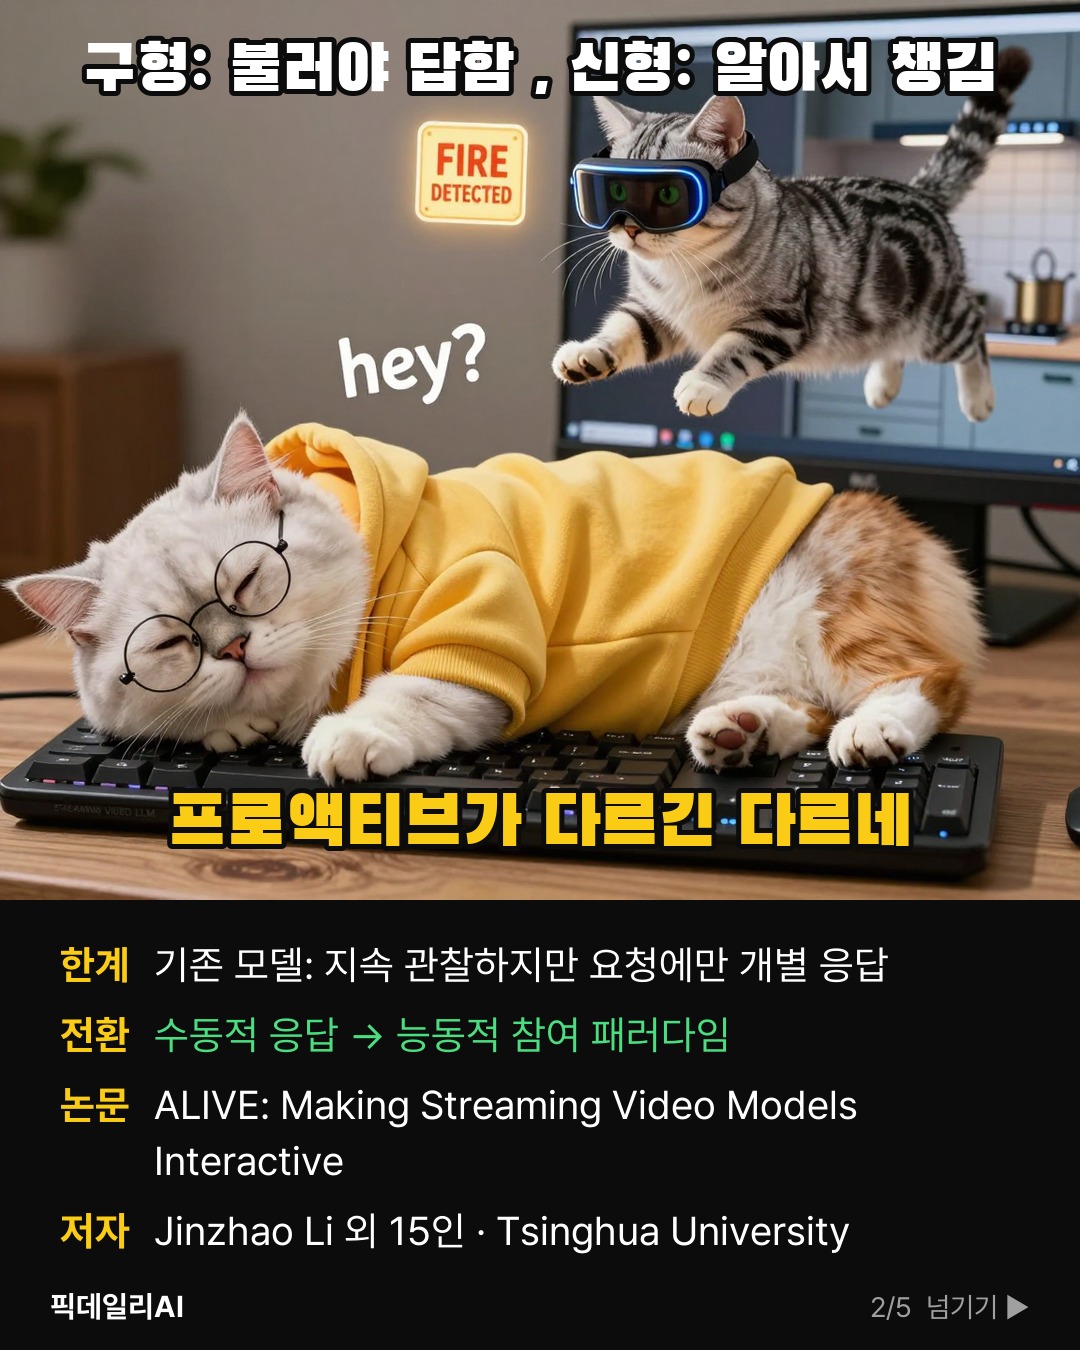 구형: 불러야 답함 , 신형: 알아서 챙김
FIRE
DETECTED
hey?
STREAMING VIDEO LLM
프로액티브가 다르긴 다르네
한계 기존 모델: 지속 관찰하지만 요청에만 개별 응답
전환 수동적 응답 → 능동적 참여 패러다임
논문 ALIVE: Making Streaming Video Models
Interactive
저자 Jinzhao Li 외 15인 · Tsinghua University
픽데일리AI
2/5 넘기기 ▶